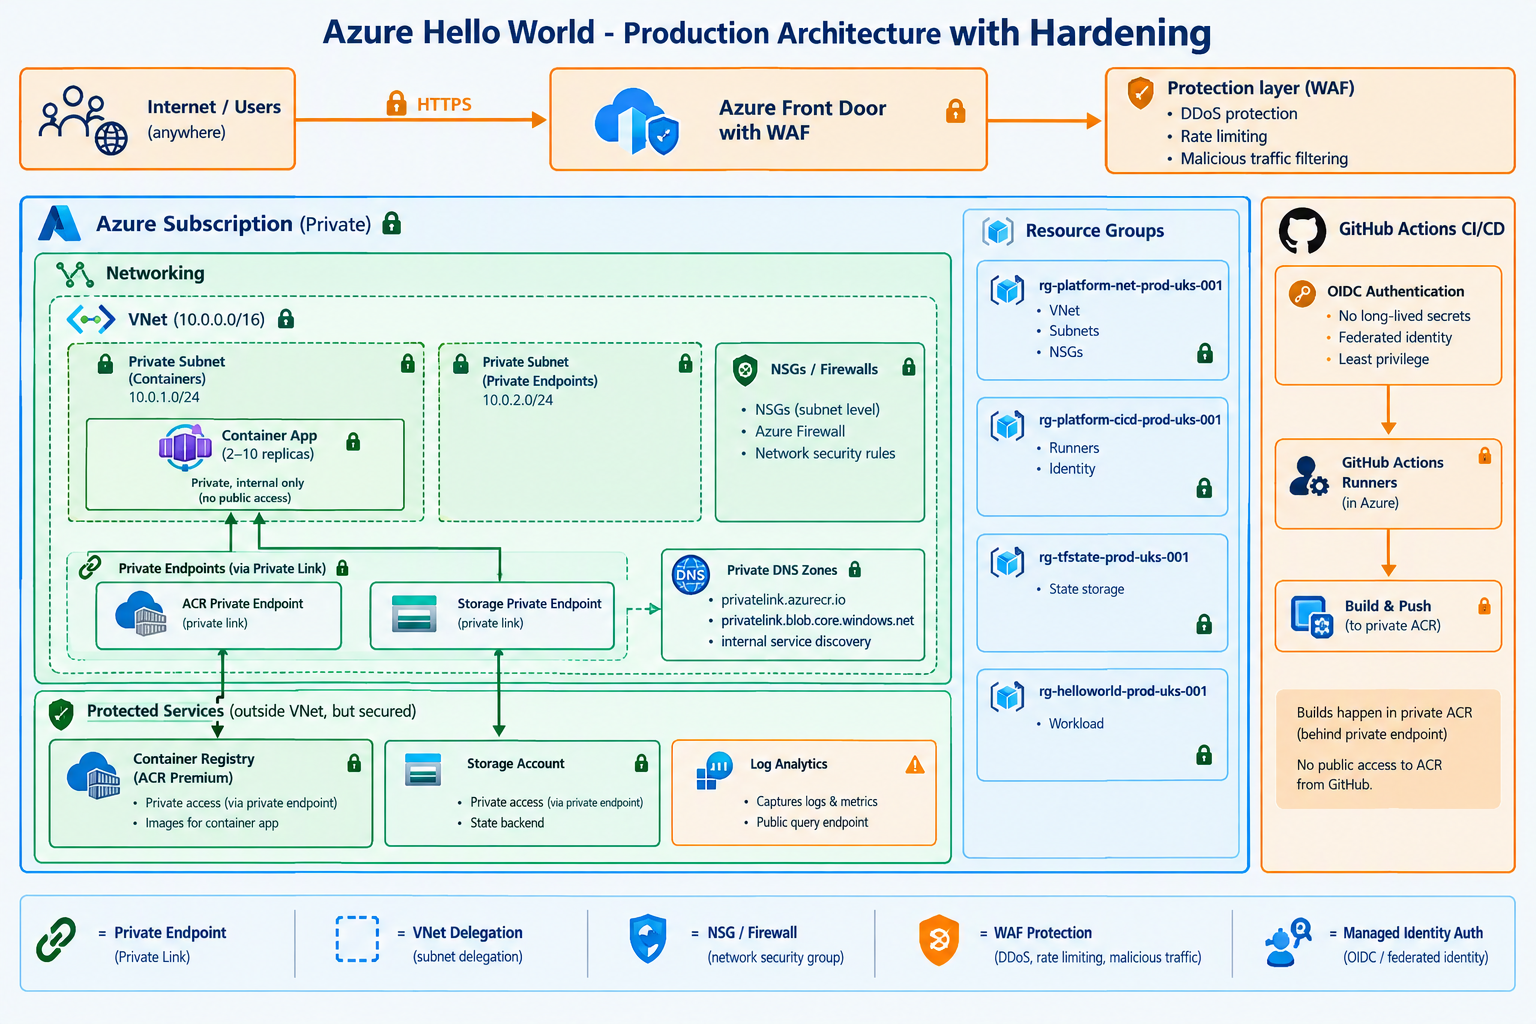 Azure Hello World - Production Architecture with Hardening
Internet / Users
(anywhere)
HTTPS
Azure Front Door
with WAF
Protection layer (WAF)
• DDoS protection
• Rate limiting
• Malicious traffic filtering
Azure Subscription (Private)
Networking
VNet (10.0.0.0/16)
Private Subnet
(Containers)
10.0.1.0/24
Container App
(2–10 replicas)
Private, internal only
(no public access)
Private Subnet
(Private Endpoints)
10.0.2.0/24
NSGs / Firewalls
• NSGs (subnet level)
• Azure Firewall
• Network security rules
Private Endpoints (via Private Link)
ACR Private Endpoint
(private link)
Storage Private Endpoint
(private link)
DNS
Private DNS Zones
• privatelink.azurecr.io
• privatelink.blob.core.windows.net
• internal service discovery
Protected Services (outside VNet, but secured)
Container Registry
(ACR Premium)
• Private access (via private endpoint)
• Images for container app
Storage Account
• Private access (via private endpoint)
• State backend
Log Analytics
• Captures logs & metrics
• Public query endpoint
Resource Groups
rg-platform-net-prod-uks-001
• VNet
• Subnets
• NSGs
rg-platform-cicd-prod-uks-001
• Runners
• Identity
rg-tfstate-prod-uks-001
• State storage
rg-helloworld-prod-uks-001
• Workload
GitHub Actions CI/CD
OIDC Authentication
• No long-lived secrets
• Federated identity
• Least privilege
GitHub Actions
Runners
(in Azure)
Build & Push
(to private ACR)
Builds happen in private ACR
(behind private endpoint)
No public access to ACR
from GitHub.
= Private Endpoint
(Private Link)
= VNet Delegation
(subnet delegation)
= NSG / Firewall
(network security group)
= WAF Protection
(DDoS, rate limiting, malicious traffic)
= Managed Identity Auth
(OIDC / federated identity)